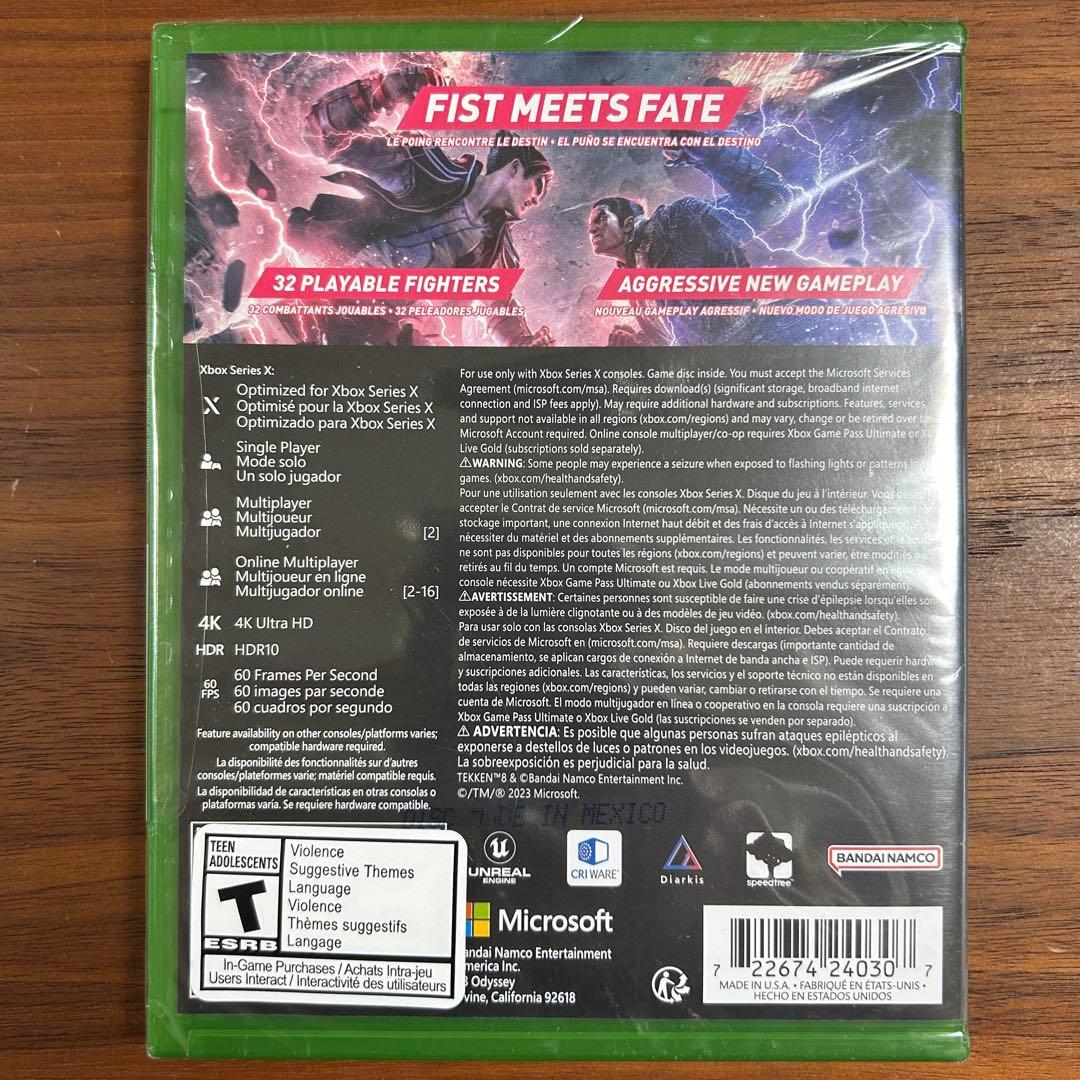 FIST MEETS FATE
LE POING RENCONTRE LE DESTIN • EL PUÑO SE ENCUENTRA CON EL DESTINO
32 PLAYABLE FIGHTERS
32 COMBATTANTS JOUABLES • 32 PELEADORES JUGABLES
AGGRESSIVE NEW GAMEPLAY
NOUVEAU GAMEPLAY AGRESSIF • NUEVO MODO DE JUEGO AGRESIVO
Xbox Series X:
X
Optimized for Xbox Series X
Optimisé pour la Xbox Series X
Optimizado para Xbox Series X
Single Player
Mode solo
Un solo jugador
Multiplayer
Multijoueur
Multijugador [2]
Online Multiplayer
Multijoueur en ligne
Multijugador online [2-16]
4K 4K Ultra HD
HDR HDR10
60 FPS
60 Frames Per Second
60 images par seconde
60 cuadros por segundo
Feature availability on other consoles/platforms varies;
compatible hardware required.
La disponibilité des fonctionnalités sur d'autres
consoles/plateformes varie; matériel compatible requis.
La disponibilidad de características en otras consolas o
plataformas varía. Se requiere hardware compatible.
For use only with Xbox Series X consoles. Game disc inside. You must accept the Microsoft Services
Agreement (microsoft.com/msa). Requires download(s) (significant storage, broadband internet
connection and ISP fees apply). May require additional hardware and subscriptions. Features, services
and support not available in all regions (xbox.com/regions) and may vary, change or be retired over
Microsoft Account required. Online console multiplayer/co-op requires Xbox Game Pass Ultimate or
Live Gold (subscriptions sold separately).
⚠WARNING: Some people may experience a seizure when exposed to flashing lights or patterns in
games. (xbox.com/healthandsafety).
Pour une utilisation seulement avec les consoles Xbox Series X. Disque du jeu à l'intérieur. Vous
accepter le Contrat de service Microsoft (microsoft.com/msa). Nécessite un ou des téléchargement
stockage important, une connexion Internet haut débit et des frais d'accès à Internet
nécessiter du matériel et des abonnements supplémentaires. Les fonctionnalités, les services et le
ne sont pas disponibles pour toutes les régions (xbox.com/regions) et peuvent varier, être modifiés ou
retirés au fil du temps. Un compte Microsoft est requis. Le mode multijoueur ou coopératif en
console nécessite Xbox Game Pass Ultimate ou Xbox Live Gold (abonnements vendus séparément).
⚠AVERTISSEMENT: Certaines personnes sont susceptible de faire une crise d'épilepsie lorsqu'elles
exposée à de la lumière clignotante ou à des modèles de jeu vidéo. (xbox.com/healthandsafety).
Para usar solo con las consolas Xbox Series X. Disco del juego en el interior. Debes aceptar el Contrato
de servicios de Microsoft en (microsoft.com/msa). Requiere descargas (importante cantidad de
almacenamiento, se aplican cargos de conexión a Internet de banda ancha e ISP). Puede requerir
y suscripciones adicionales. Las características, los servicios y el soporte técnico no están disponibles en
todas las regiones (xbox.com/regions) y pueden variar, cambiar o retirarse con el tiempo. Se requiere una
cuenta de Microsoft. El modo multijugador en línea o cooperativo en la consola requiere una suscripción a
Xbox Game Pass Ultimate o Xbox Live Gold (las suscripciones se venden por separado).
⚠ ADVERTENCIA: Es posible que algunas personas sufran ataques epilépticos al
exponerse a destellos de luces o patrones en los videojuegos. (xbox.com/healthandsafety).
La sobreexposición es perjudicial para la salud.
TEKKEN™8 & ©Bandai Namco Entertainment Inc.
©/TM/® 2023 Microsoft.
DISC MADE IN MEXICO
TEEN
ADOLESCENTS
T
ESRB
Violence
Suggestive Themes
Language
Violence
Thèmes suggestifs
Langage
In-Game Purchases / Achats Intra-jeu
Users Interact / Interactivité des utilisateurs
UNREAL
ENGINE
CRIWARE
Diarkis
speedtree
BANDAI NAMCO
Microsoft
Namco Entertainment
Inc.
Odyssey
California 92618
7 22674 24030 7
MADE IN U.S.A. • FABRIQUÉ EN ÉTATS-UNIS •
HECHO EN ESTADOS UNIDOS